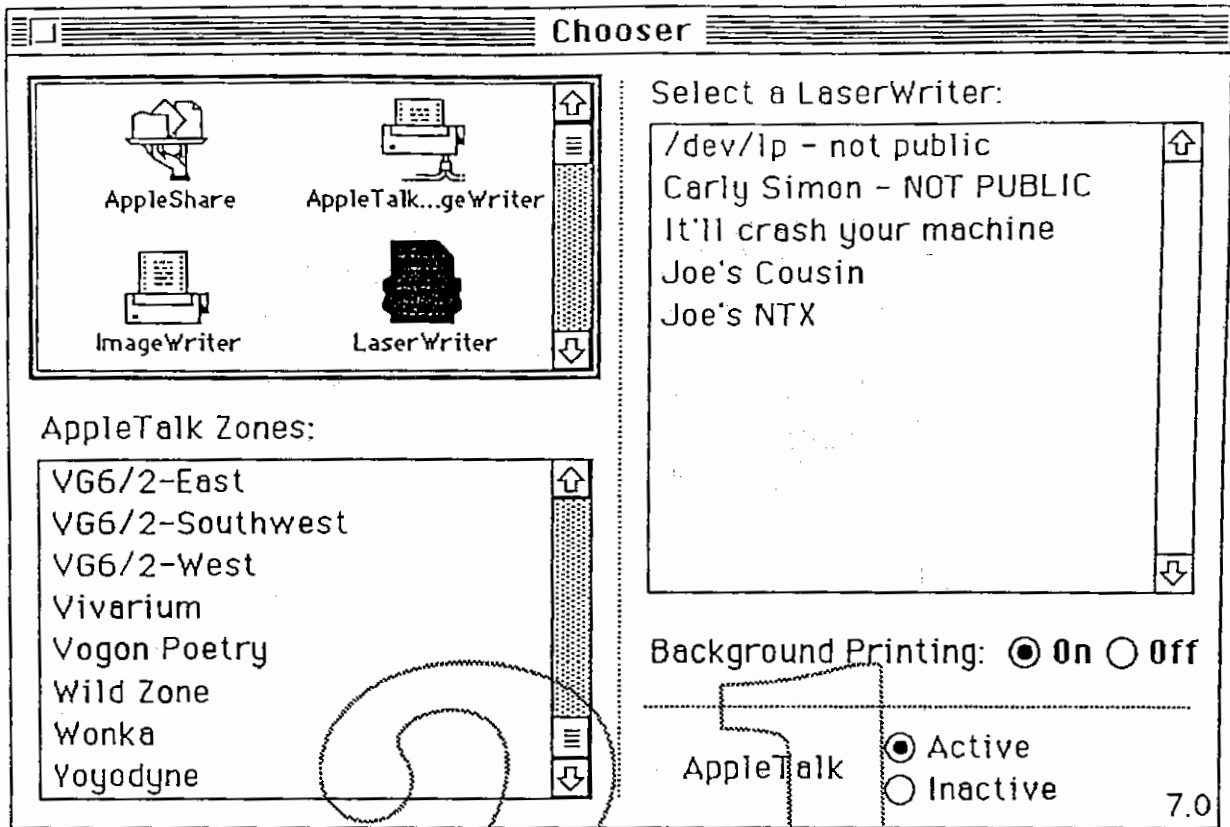 Chooser
AppleShare
AppleTalk...geWriter
ImageWriter
LaserWriter
AppleTalk Zones:
VG6/2-East
VG6/2-Southwest
VG6/2-West
Vivarium
Vogon Poetry
Wild Zone
Wonka
Yoyodyne
Select a LaserWriter:
/dev/lp - not public
Carly Simon - NOT PUBLIC
It'll crash your machine
Joe's Cousin
Joe's NTX
Background Printing: On Off
AppleTalk
Active
Inactive
7.0